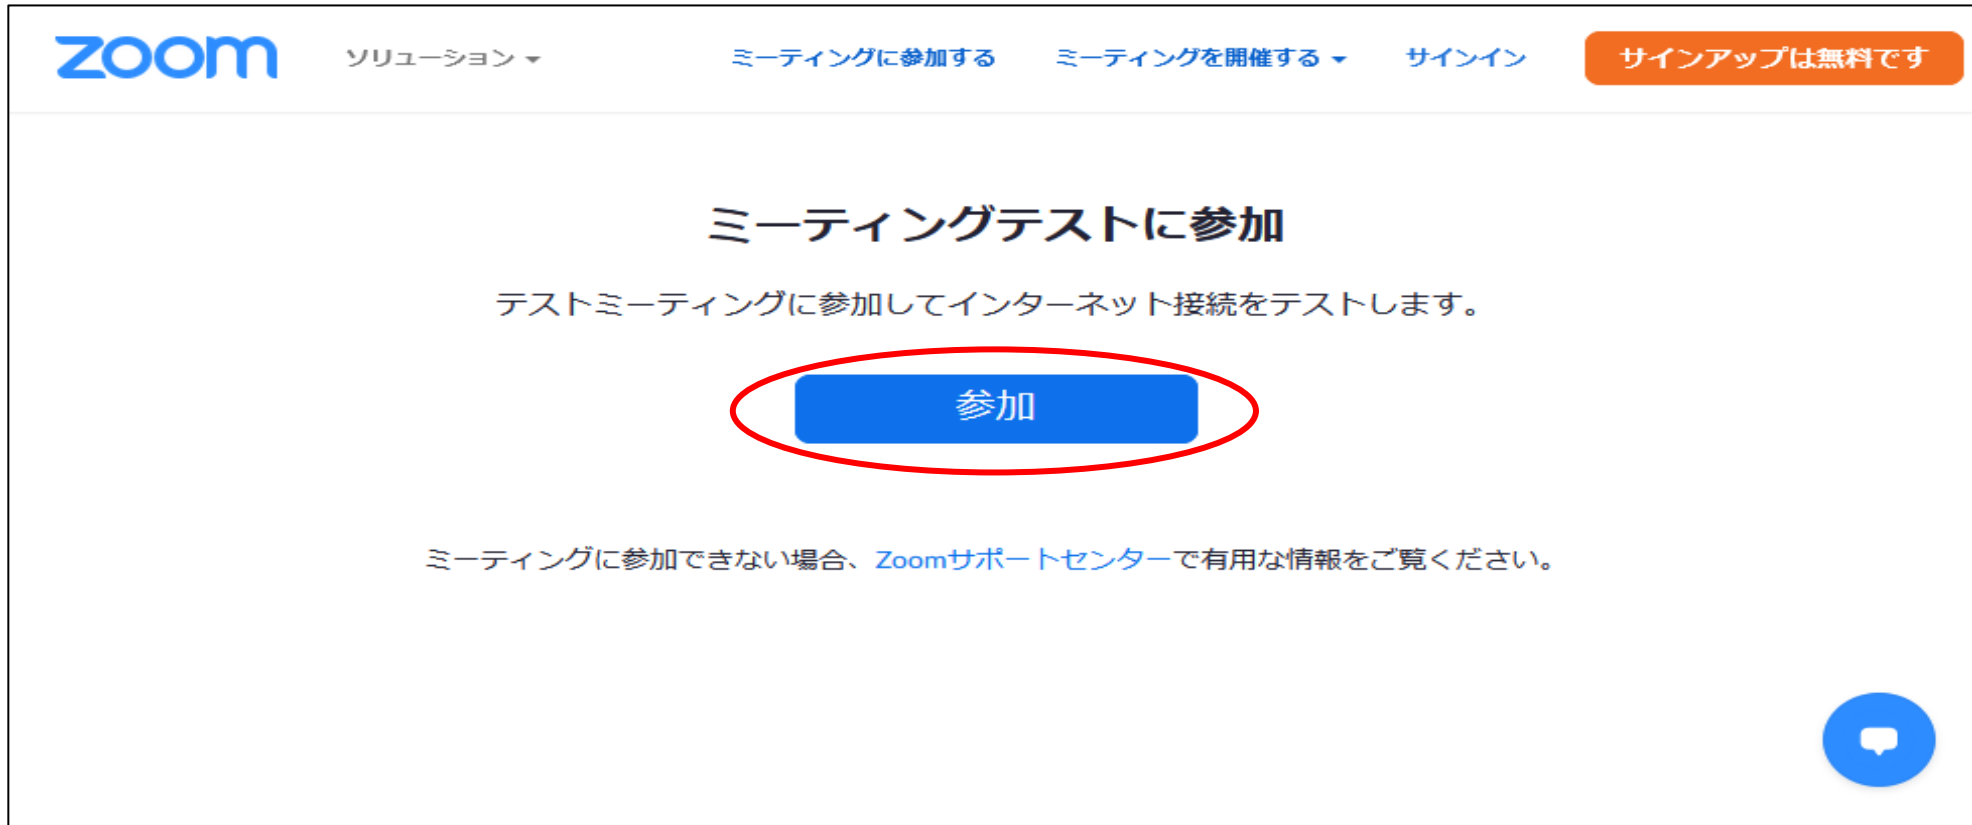 zoom ソリューション ミーティングに参加する ミーティングを開催する サインイン サインアップは無料です
ミーティングテストに参加
テストミーティングに参加してインターネット接続をテストします。
参加
ミーティングに参加できない場合、Zoomサポートセンターで有用な情報をご覧ください。